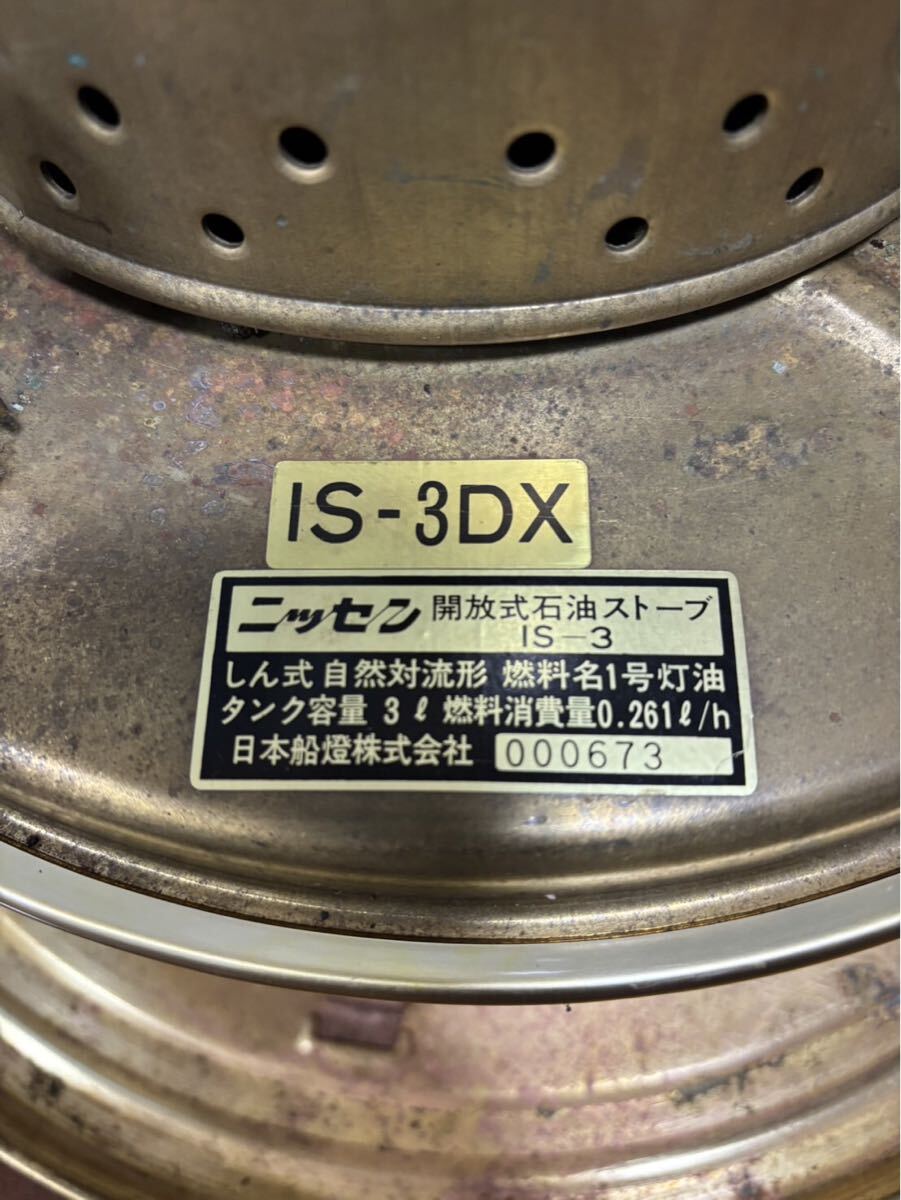 IS-3DX
ニッセン 開放式石油ストーブ
IS-3
しん式 自然対流形 燃料名1号灯油
タンク容量 3ℓ 燃料消費量0.261ℓ/h
日本船燈株式会社 000673